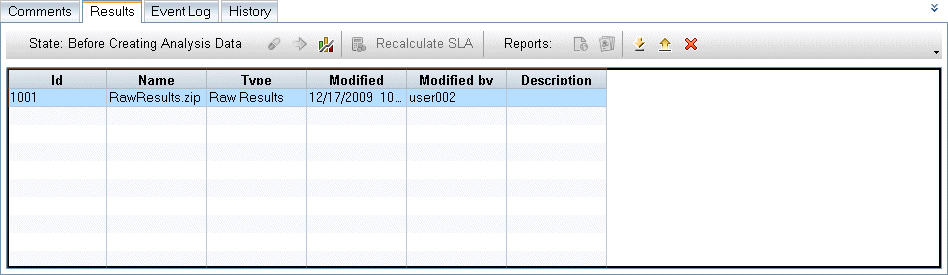 Comments Results Event Log History
State: Before Creating Analysis Data Recalculate SLA Reports:
Id Name Type Modified Modified by Description
1001 RawResults.zip Raw Results 12/17/2009 10... user002